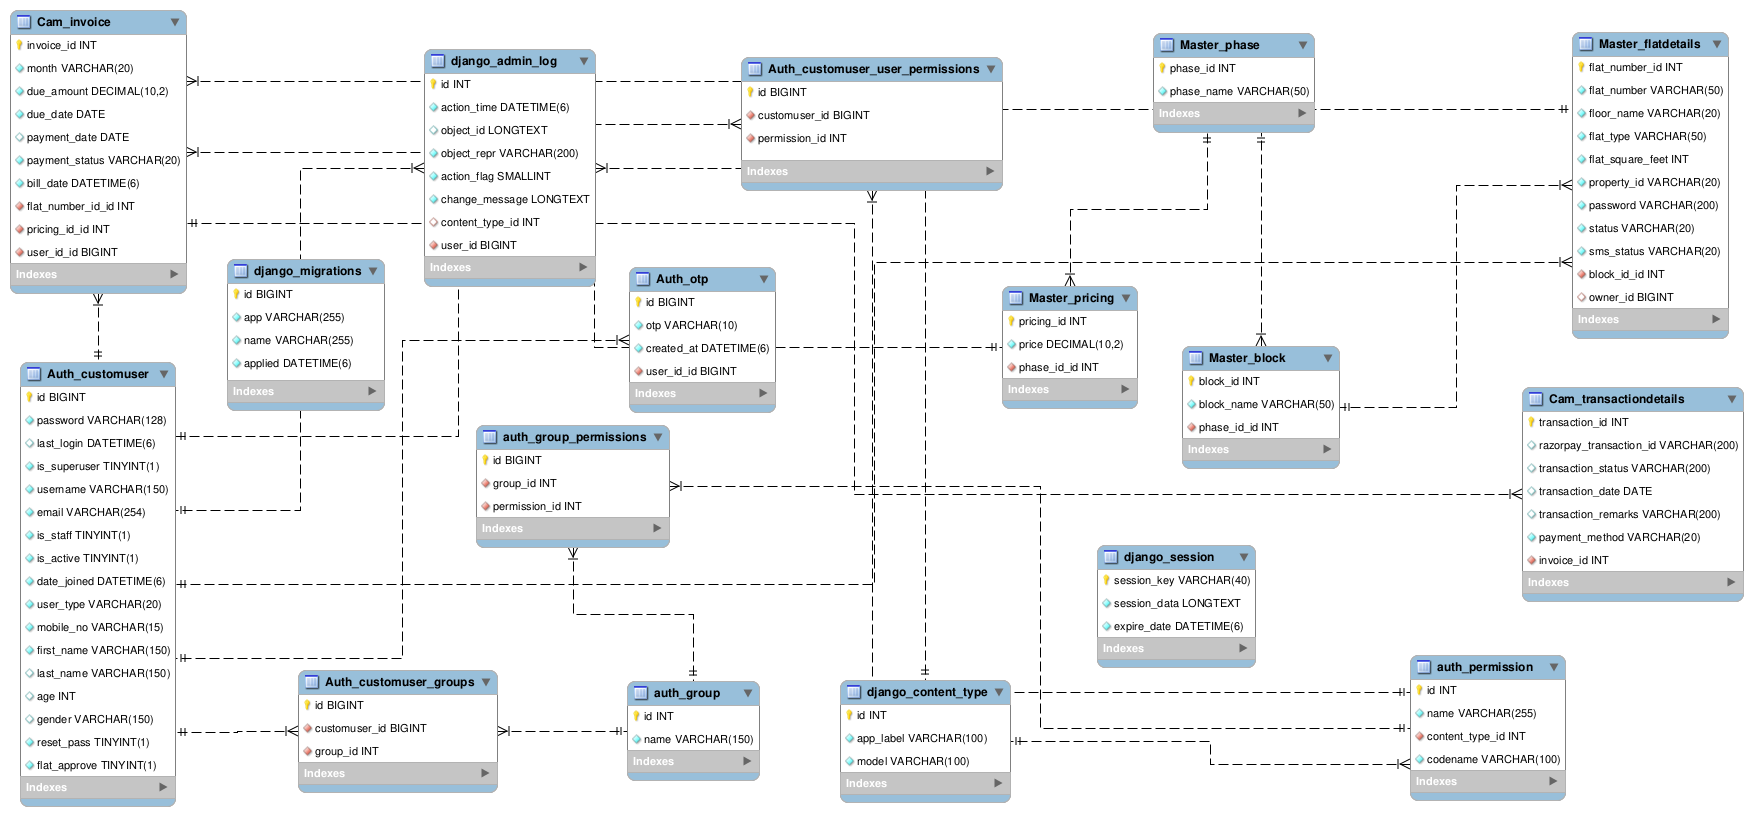 Cam_invoice
invoice_id INT
month VARCHAR(20)
due_amount DECIMAL(10,2)
due_date DATE
payment_date DATE
payment_status VARCHAR(20)
bill_date DATETIME(6)
flat_number_id_id INT
pricing_id_id INT
user_id_id BIGINT
Indexes
django_admin_log
id INT
action_time DATETIME(6)
object_id LONGTEXT
object_repr VARCHAR(200)
action_flag SMALLINT
change_message LONGTEXT
content_type_id INT
user_id BIGINT
Indexes
Auth_customuser_user_permissions
id BIGINT
customuser_id BIGINT
permission_id INT
Indexes
Master_phase
phase_id INT
phase_name VARCHAR(50)
Indexes
Master_flatdetails
flat_number_id INT
flat_number VARCHAR(50)
floor_name VARCHAR(20)
flat_type VARCHAR(50)
flat_square_feet INT
property_id VARCHAR(20)
password VARCHAR(200)
status VARCHAR(20)
sms_status VARCHAR(20)
block_id_id INT
owner_id BIGINT
Indexes
django_migrations
id BIGINT
app VARCHAR(255)
name VARCHAR(255)
applied DATETIME(6)
Indexes
Auth_otp
id BIGINT
otp VARCHAR(10)
created_at DATETIME(6)
user_id_id BIGINT
Indexes
Master_pricing
pricing_id INT
price DECIMAL(10,2)
phase_id_id INT
Indexes
Master_block
block_id INT
block_name VARCHAR(50)
phase_id_id INT
Indexes
Auth_customuser
id BIGINT
password VARCHAR(128)
last_login DATETIME(6)
is_superuser TINYINT(1)
username VARCHAR(150)
email VARCHAR(254)
is_staff TINYINT(1)
is_active TINYINT(1)
date_joined DATETIME(6)
user_type VARCHAR(20)
mobile_no VARCHAR(15)
first_name VARCHAR(150)
last_name VARCHAR(150)
age INT
gender VARCHAR(150)
reset_pass TINYINT(1)
flat_approve TINYINT(1)
Indexes
auth_group_permissions
id BIGINT
group_id INT
permission_id INT
Indexes
Cam_transactiondetails
transaction_id INT
razorpay_transaction_id VARCHAR(200)
transaction_status VARCHAR(200)
transaction_date DATE
transaction_remarks VARCHAR(200)
payment_method VARCHAR(20)
invoice_id INT
Indexes
django_session
session_key VARCHAR(40)
session_data LONGTEXT
expire_date DATETIME(6)
Indexes
Auth_customuser_groups
id BIGINT
customuser_id BIGINT
group_id INT
Indexes
auth_group
id INT
name VARCHAR(150)
Indexes
django_content_type
id INT
app_label VARCHAR(100)
model VARCHAR(100)
Indexes
auth_permission
id INT
name VARCHAR(255)
content_type_id INT
codename VARCHAR(100)
Indexes